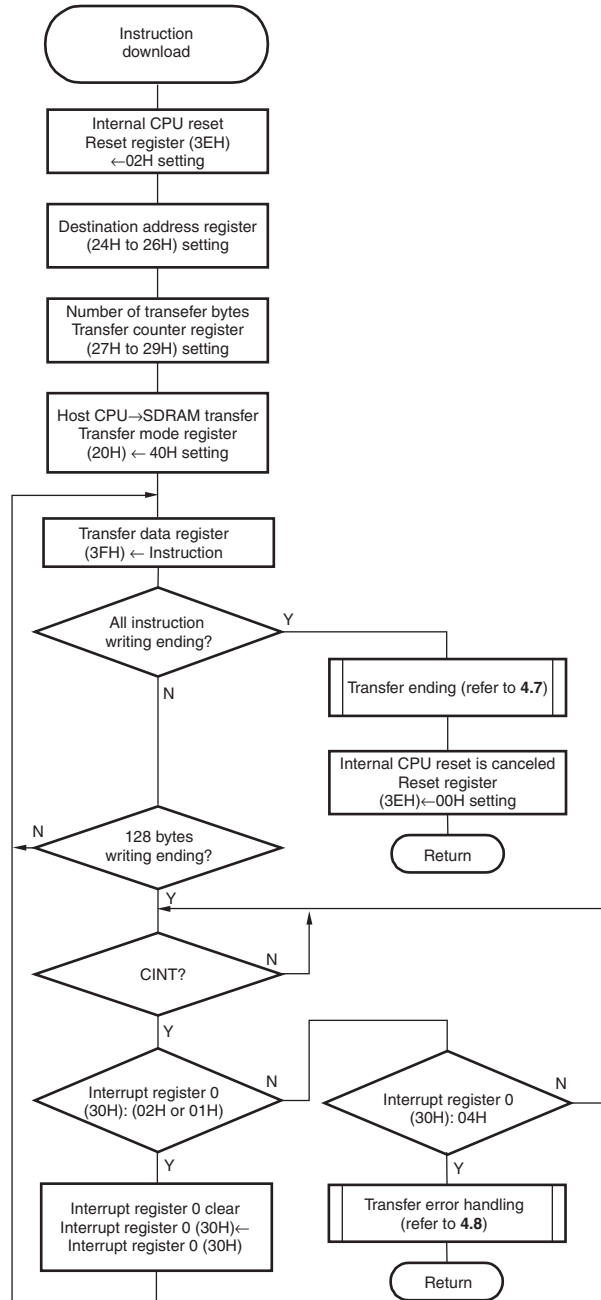 Instruction
download
Internal CPU reset
Reset register (3EH)
←02H setting
Destination address register
(24H to 26H) setting
Number of transefer bytes
Transfer counter register
(27H to 29H) setting
Host CPU→SDRAM transfer
Transfer mode register
(20H) ← 40H setting
Transfer data register
(3FH) ← Instruction
All instruction
writing ending?
Y
N
Transfer ending (refer to 4.7)
Internal CPU reset is canceled
Reset register
(3EH)←00H setting
Return
N
128 bytes
writing ending?
Y
CINT?
N
Y
Interrupt register 0
(30H): (02H or 01H)
N
Y
Interrupt register 0
(30H): 04H
N
Y
Interrupt register 0 clear
Interrupt register 0 (30H)←
Interrupt register 0 (30H)
Transfer error handling
(refer to 4.8)
Return